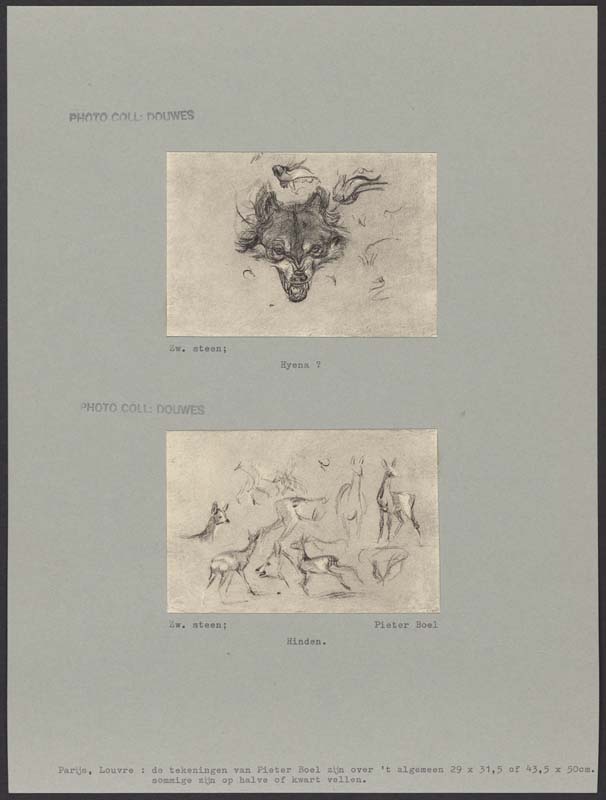 PHOTO COLL: DOUWES
Zw. steen;
Hyena ?
PHOTO COLL: DOUWES
Zw. steen; Pieter Boel
Hinden.
Parijs, Louvre : de tekeningen van Pieter Boel zijn over 't algemeen 29 x 31,5 of 43,5 x 50cm.
sommige zijn op halve of kwart vellen.